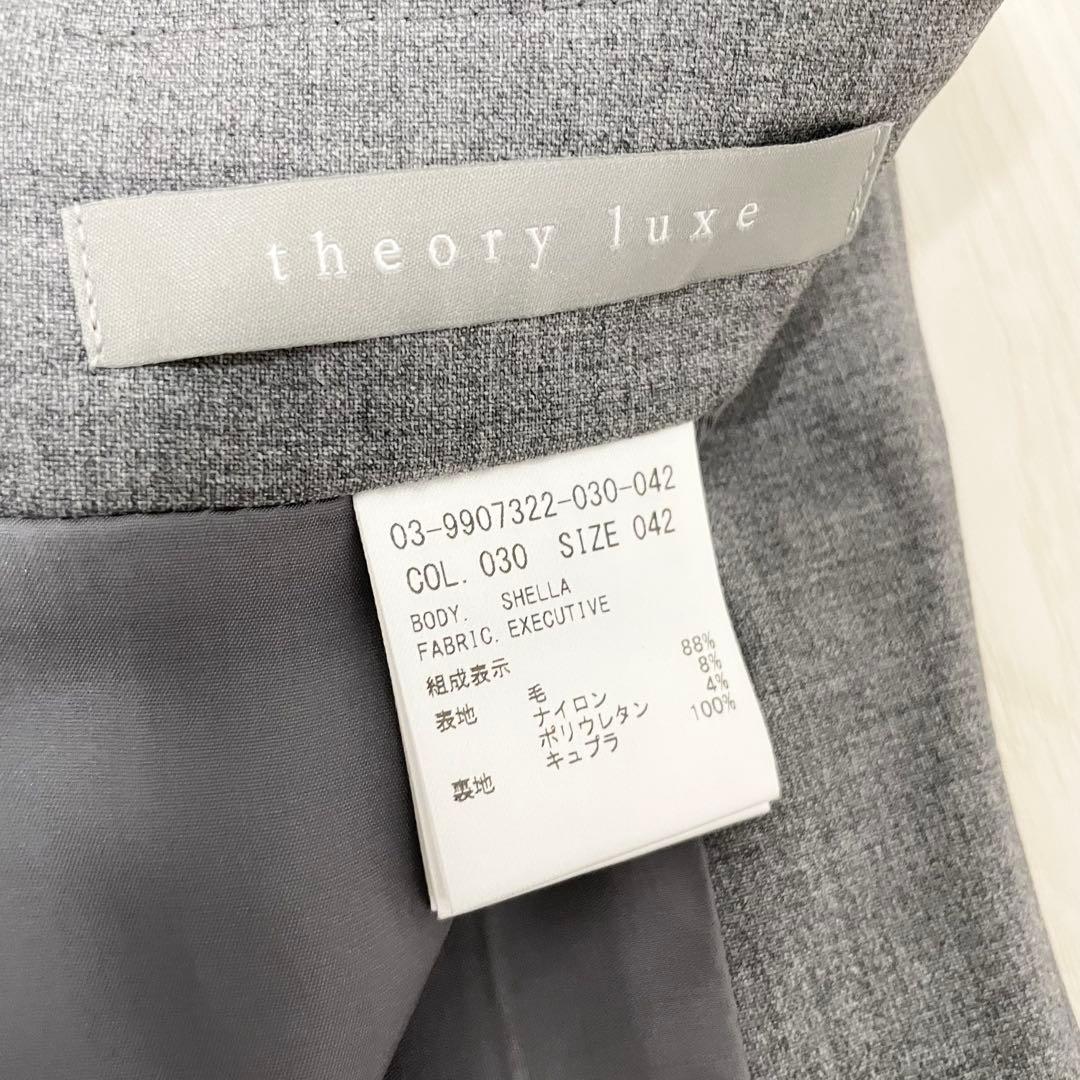 theory luxe
03-9907322-030-042
COL. 030 SIZE 042
BODY. SHELLA
FABRIC. EXECUTIVE
組成表示
表地 毛 88%
ナイロン 8%
ポリウレタン 4%
裏地 キュプラ 100%